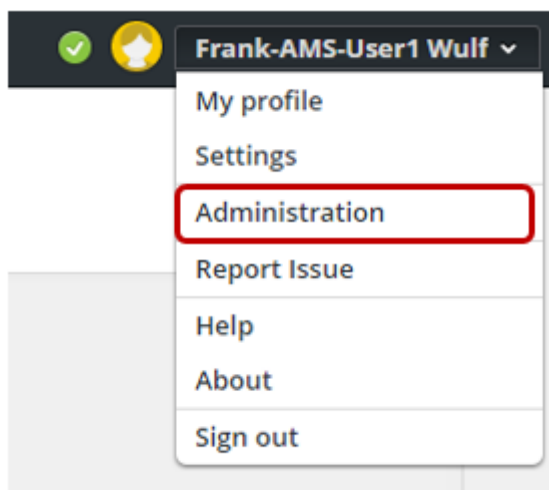 Frank-AMS-User1 Wulf
My profile
Settings
Administration
Report Issue
Help
About
Sign out